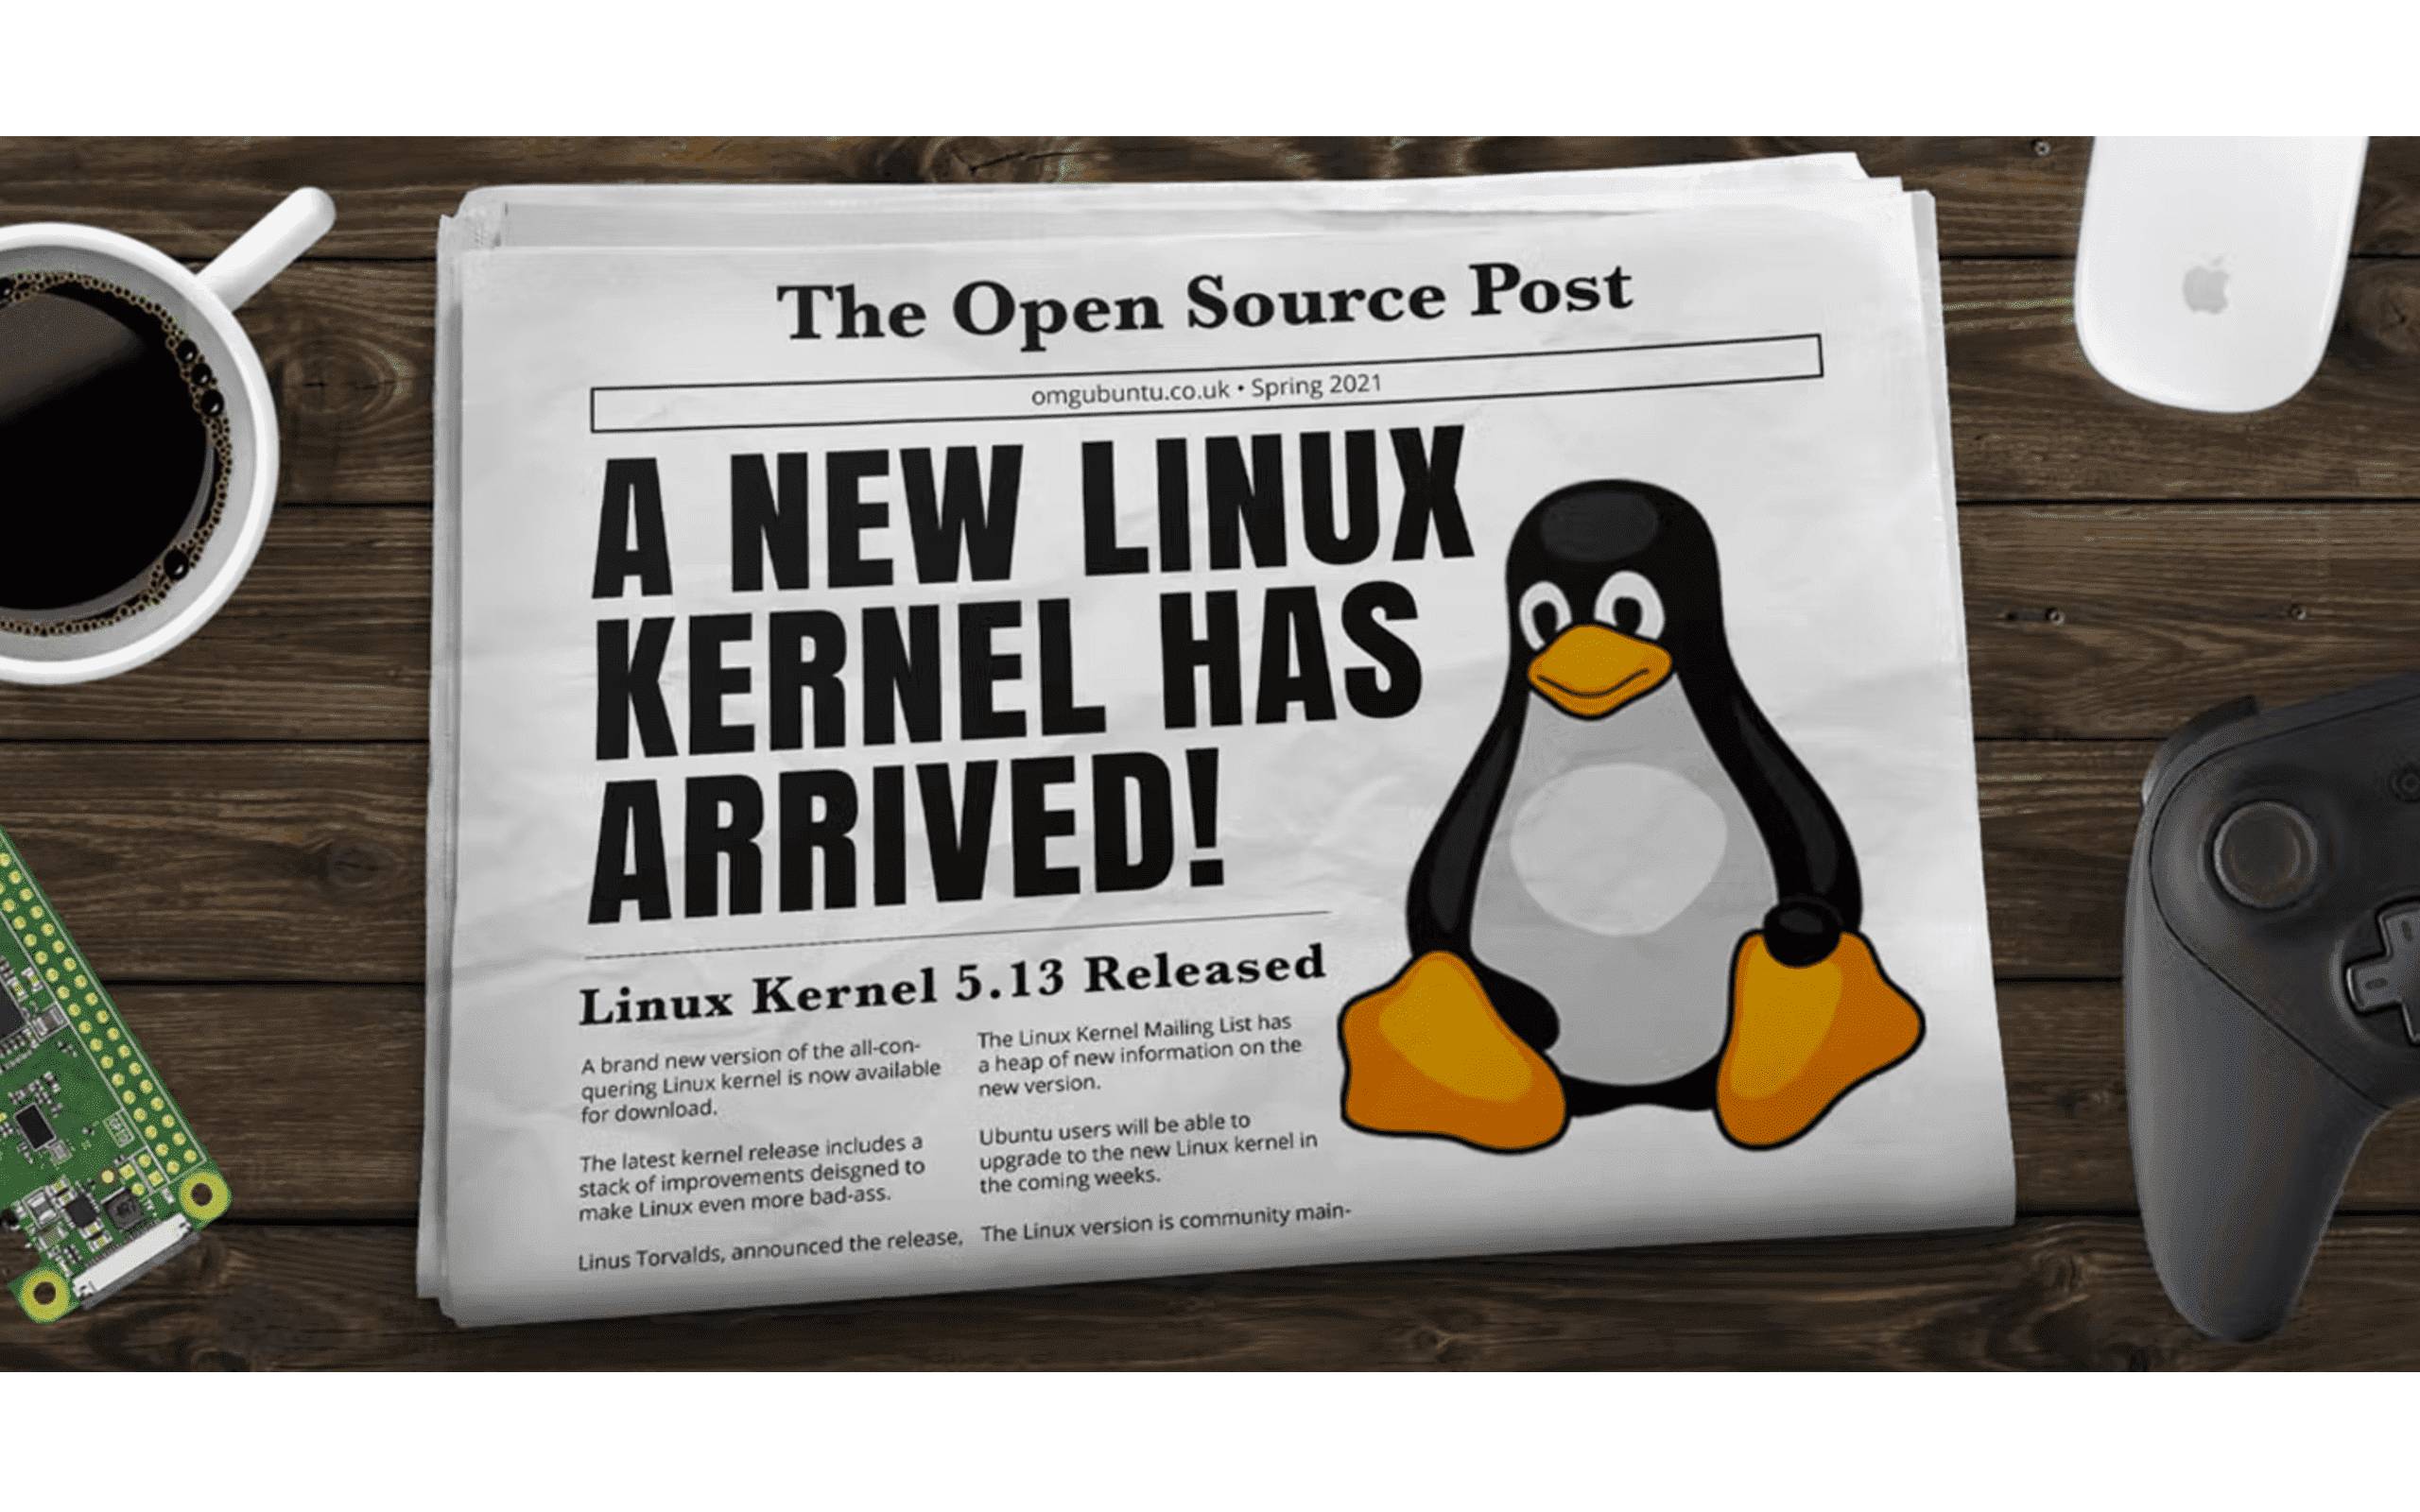 The Open Source Post
omgubuntu.co.uk • Spring 2021
A NEW LINUX
KERNEL HAS
ARRIVED!
Linux Kernel 5.13 Released
A brand new version of the all-con-
quering Linux kernel is now available
for download.
The latest kernel release includes a
stack of improvements deisgned to
make Linux even more bad-ass.
Linus Torvalds, announced the release,
The Linux Kernel Mailing List has
a heap of new information on the
new version.
Ubuntu users will be able to
upgrade to the new Linux kernel in
the coming weeks.
The Linux version is community main-